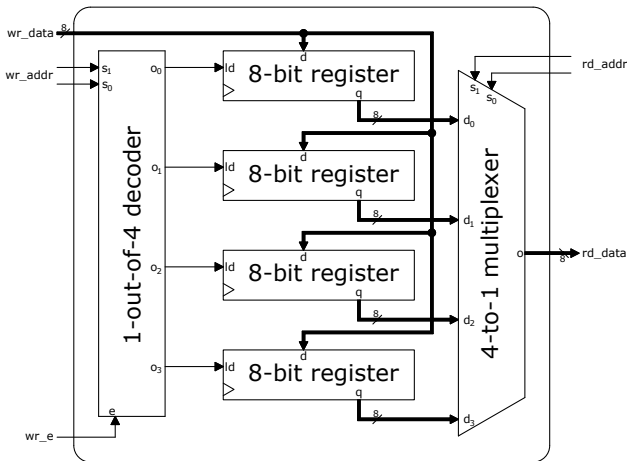 wr_data
8
wr_addr
s1
s0
1-out-of-4 decoder
o0
o1
o2
o3
e
wr_e
d
ld
8-bit register
q
8
d
ld
8-bit register
q
8
d
ld
8-bit register
q
8
d
ld
8-bit register
q
8
rd_addr
s1
s0
d0
d1
d2
d3
4-to-1 multiplexer
o
8
rd_data